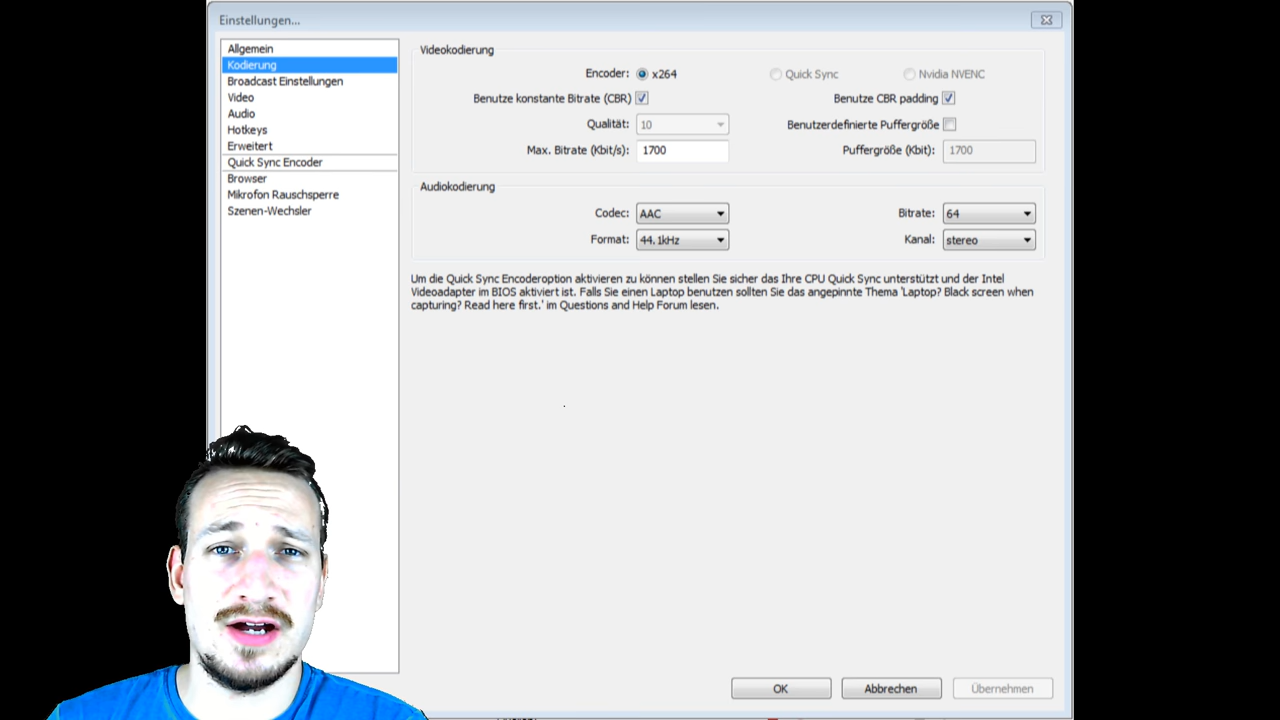 Einstellungen...
Allgemein
Kodierung
Broadcast Einstellungen
Video
Audio
Hotkeys
Erweitert
Quick Sync Encoder
Browser
Mikrofon Rauschsperre
Szenen-Wechsler
Videokodierung
Encoder: x264 Quick Sync Nvidia NVENC
Benutze konstante Bitrate (CBR) Benutze CBR padding
Qualität: 10 Benutzerdefinierte Puffergröße
Max. Bitrate (Kbit/s): 1700 Puffergröße (Kbit): 1700
Audiokodierung
Codec: AAC Bitrate: 64
Format: 44.1kHz Kanal: stereo
Um die Quick Sync Encoderoption aktivieren zu können stellen Sie sicher das Ihre CPU Quick Sync unterstützt und der Intel
Videoadapter im BIOS aktiviert ist. Falls Sie einen Laptop benutzen sollten Sie das angepinnte Thema 'Laptop? Black screen when
capturing? Read here first.' im Questions and Help Forum lesen.
OK Abbrechen Übernehmen